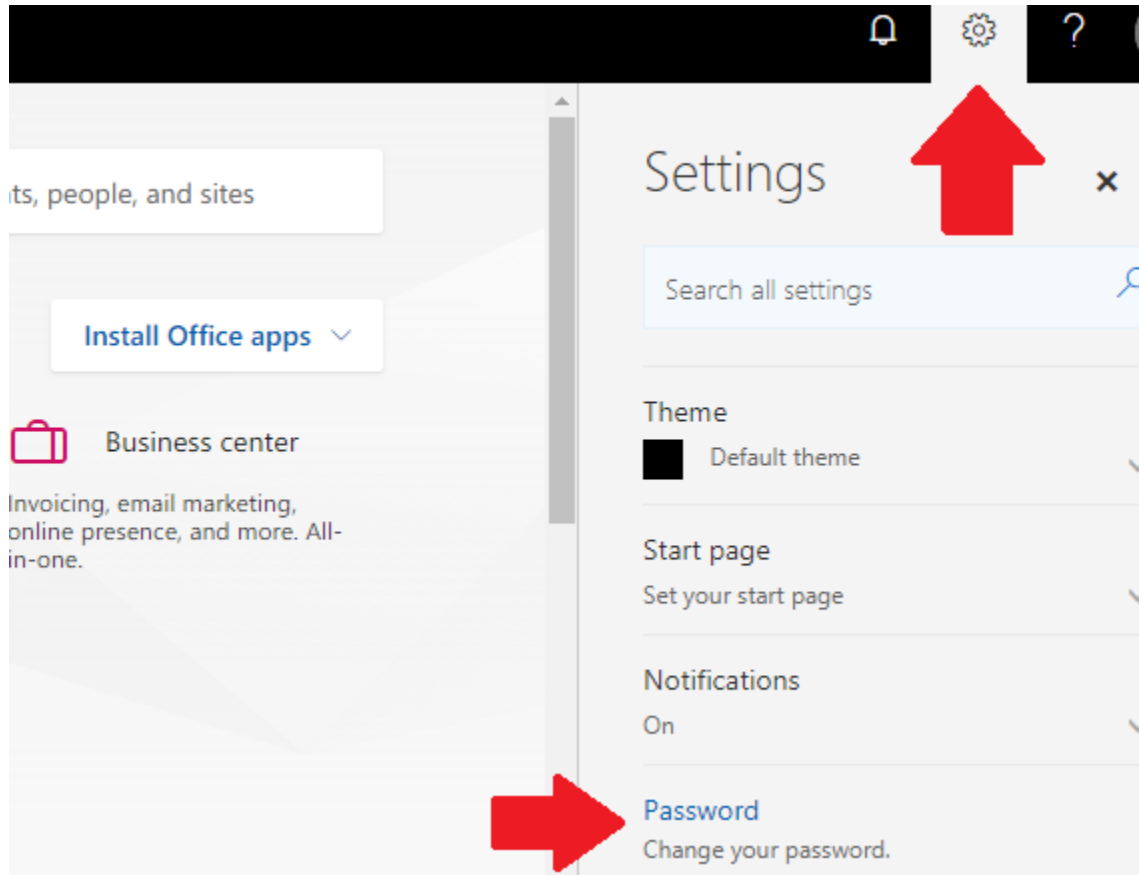 ?
Settings
ts, people, and sites
Search all settings
Install Office apps
Theme
Default theme
Business center
Invoicing, email marketing,
online presence, and more. All-
in-one.
Start page
Set your start page
Notifications
On
Password
Change your password.